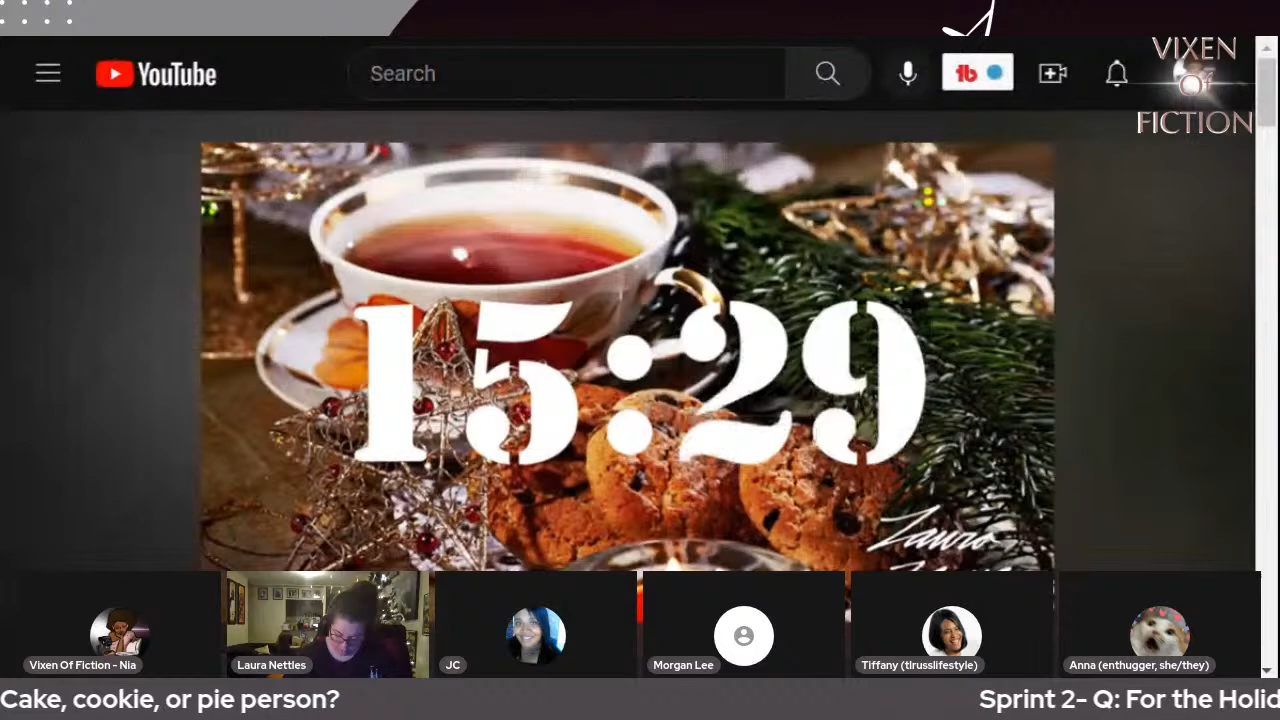 VIXEN
Of
FICTION
YouTube
Search
15:29
Vixen Of Fiction - Nia
Laura Nettles
JC
Morgan Lee
Tiffany (tlrusslifestyle)
Anna (enthugger, she/they)
Cake, cookie, or pie person?
Sprint 2- Q: For the Holid